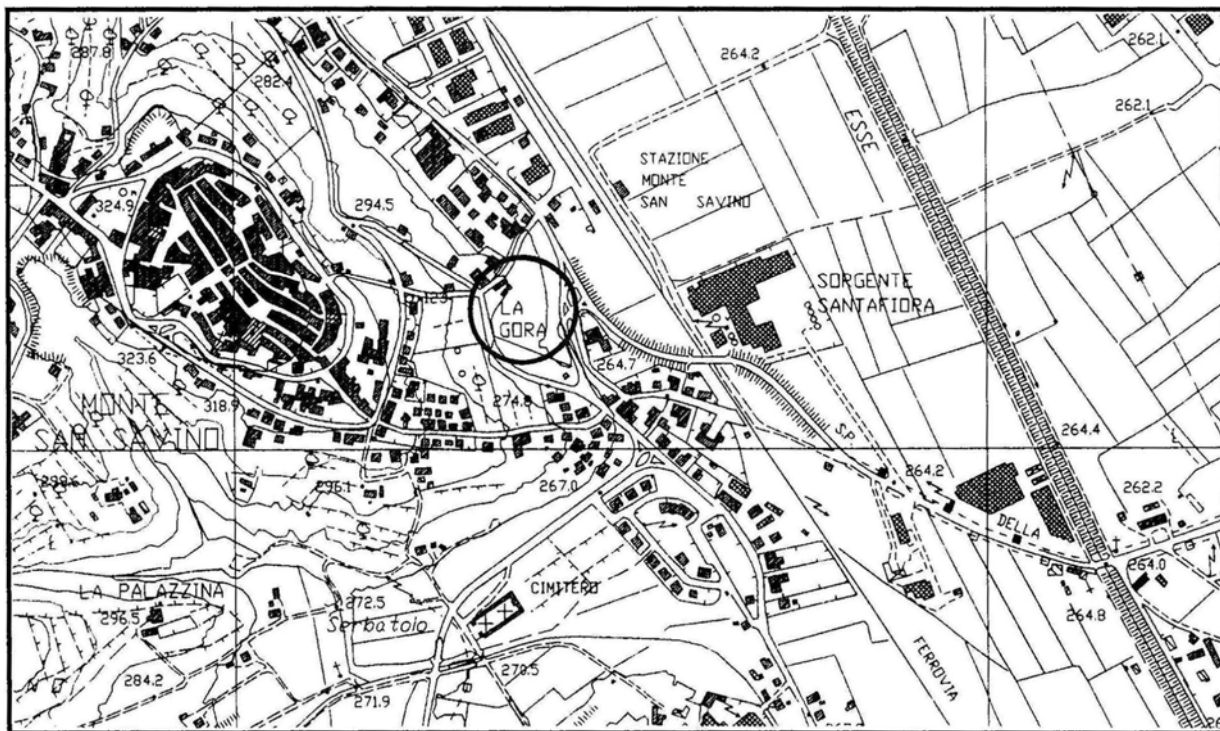 287.8
282.4
264.2
262.1
262.1
ESSE
STAZIONE
MONTE
SAN SAVINO
324.9
294.5
LA
GORA
SORGENTE
SANTAFIORA
323.6
264.7
274.8
318.9
MONTE
SAN SAVINO
S.P.
264.4
264.2
296.1
267.0
262.2
DELLA
264.0
LA PALAZZINA
296.5
272.5
Serbatoio
CIMITERO
264.8
284.2
270.5
271.9
FERROVIA